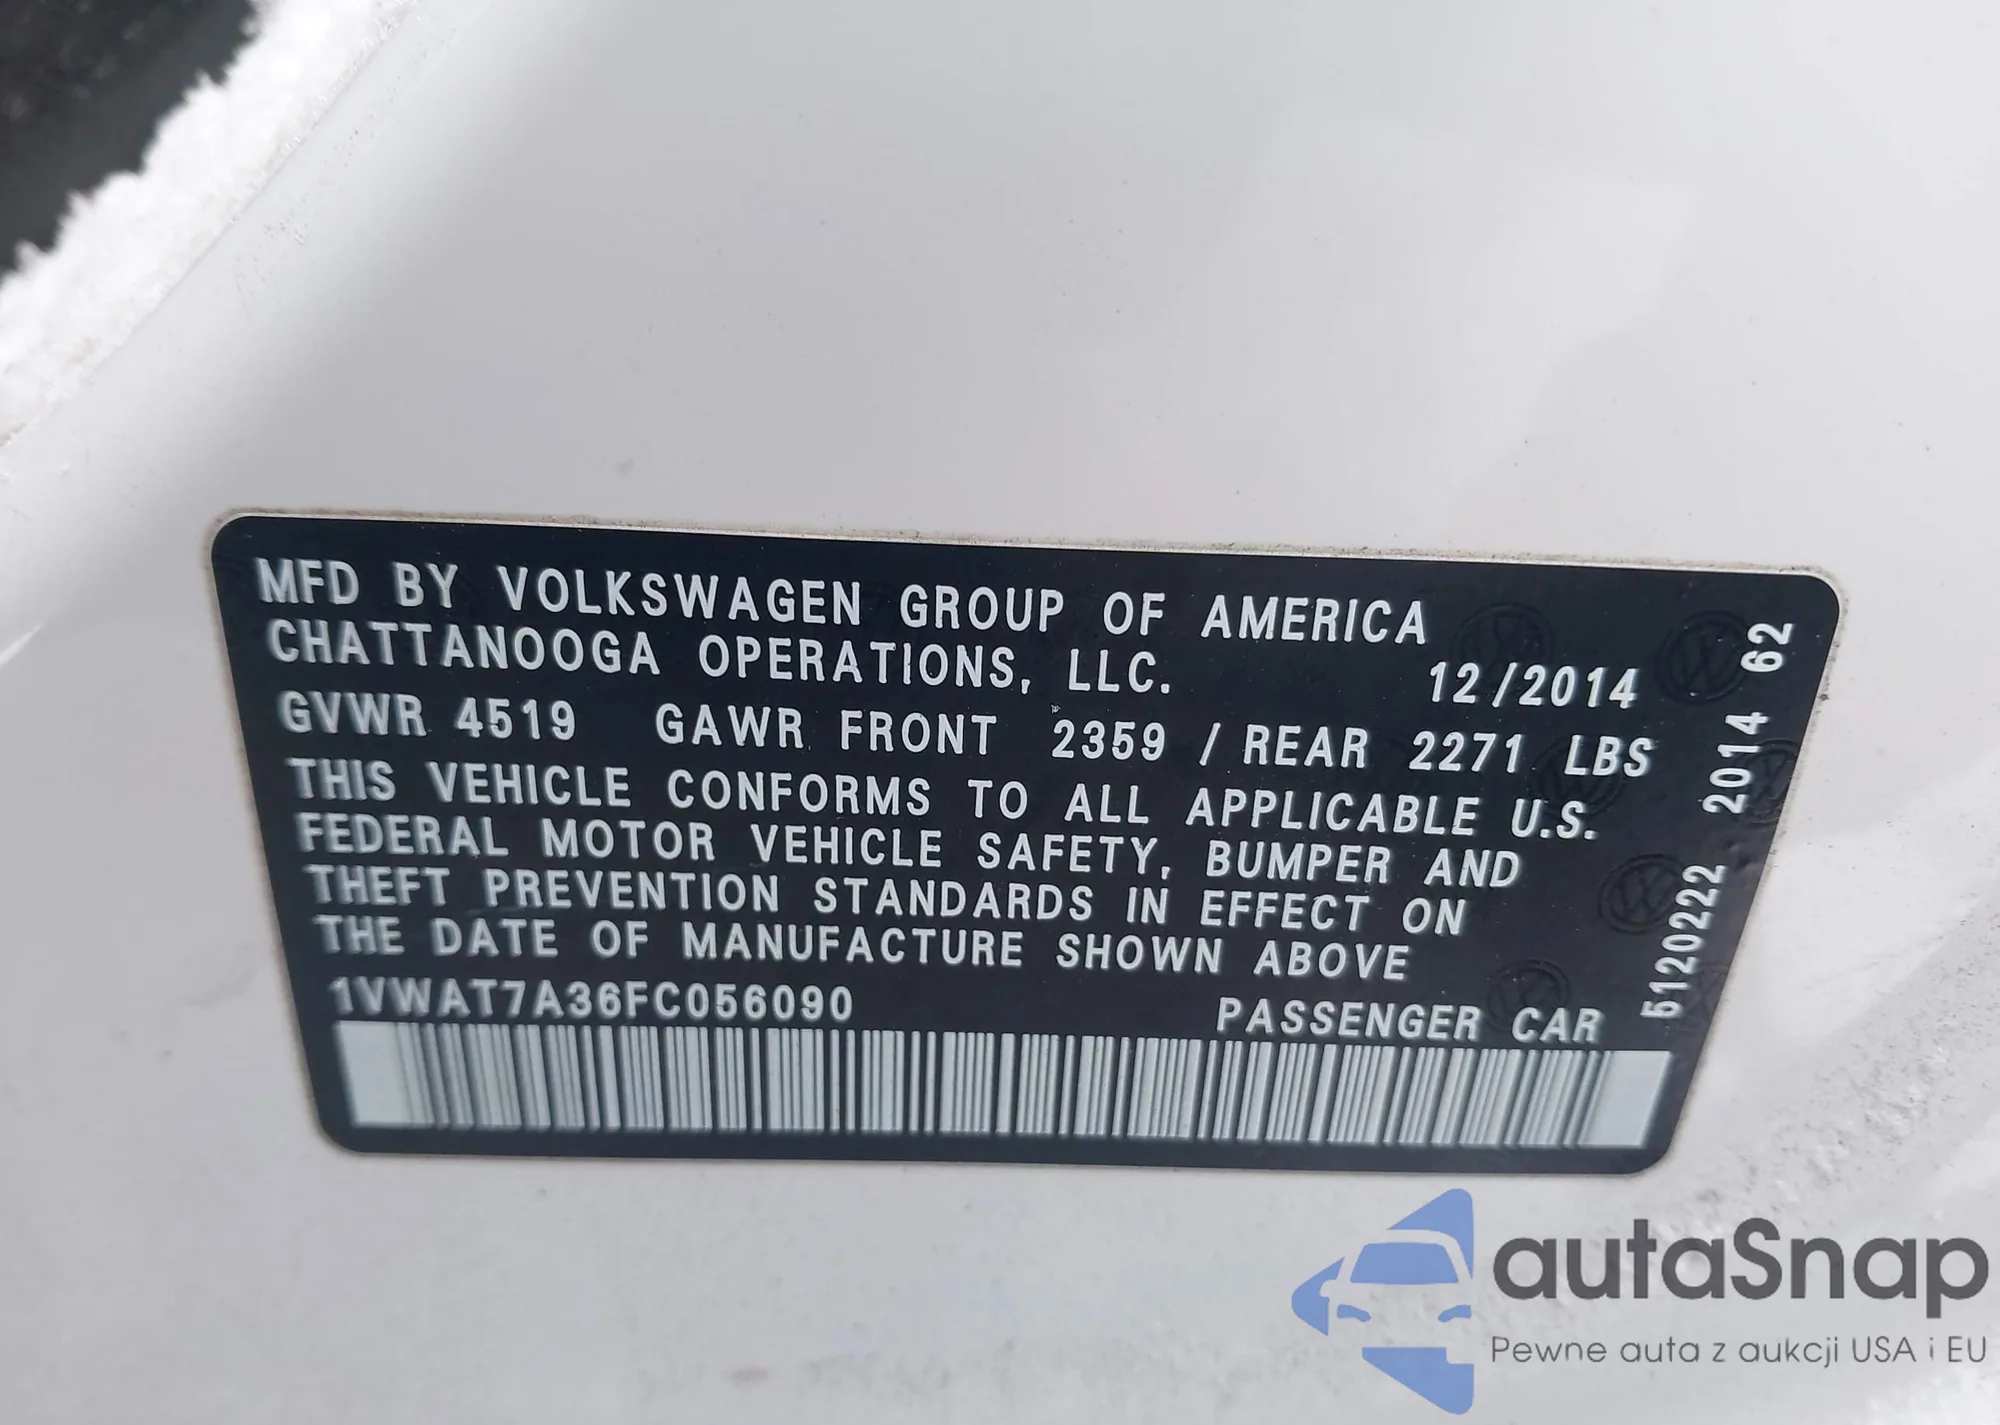 MFD BY VOLKSWAGEN GROUP OF AMERICA
CHATTANOOGA OPERATIONS, LLC. 12/2014
GVWR 4519 GAWR FRONT 2359 / REAR 2271 LBS
THIS VEHICLE CONFORMS TO ALL APPLICABLE U.S.
FEDERAL MOTOR VEHICLE SAFETY, BUMPER AND
THEFT PREVENTION STANDARDS IN EFFECT ON
THE DATE OF MANUFACTURE SHOWN ABOVE
1VWAT7A36FC056090 PASSENGER CAR
5120222 2014 62
autaSnap
Pewne auta z aukcji USA i EU